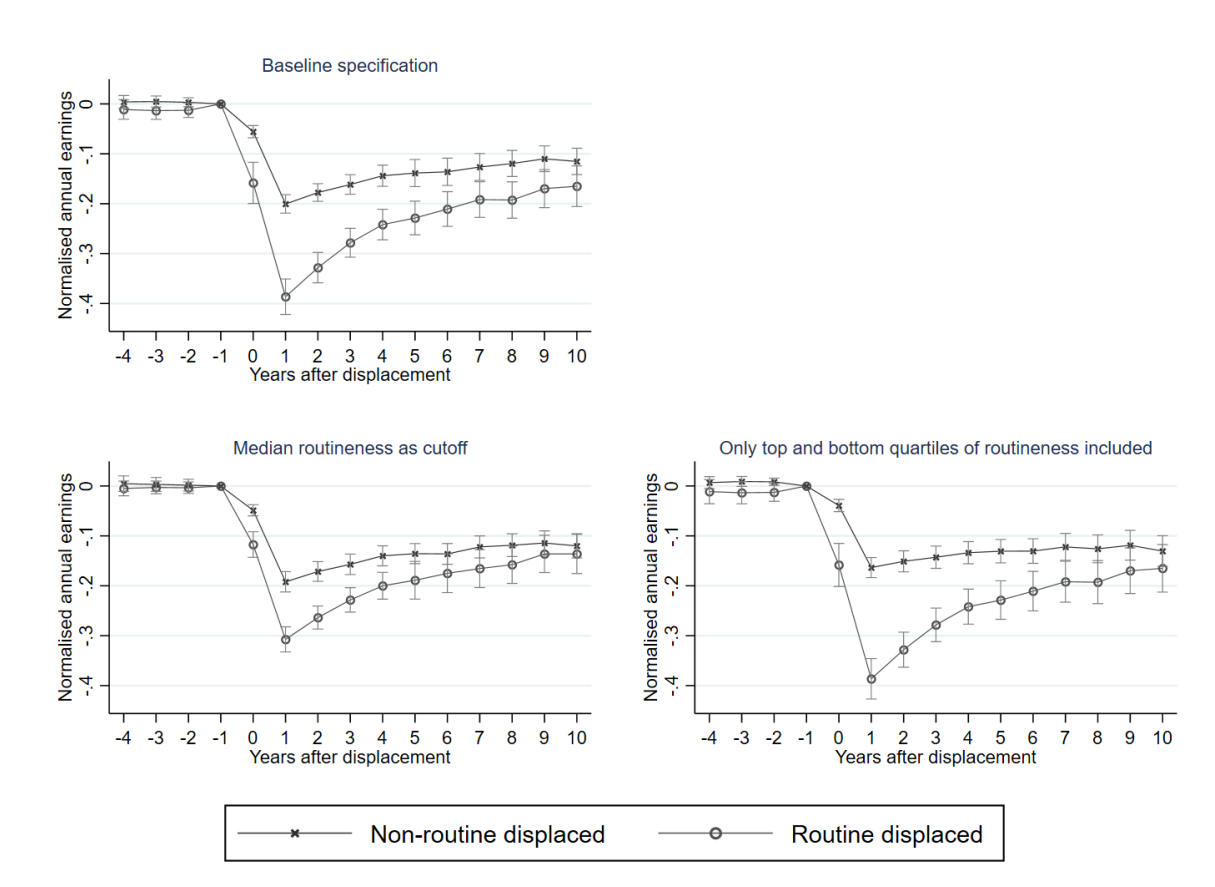 Baseline specification
Normalised annual earnings
0
-.1
-.2
-.3
-.4
-4 -3 -2 -1 0 1 2 3 4 5 6 7 8 9 10
Years after displacement
Median routineness as cutoff
Normalised annual earnings
0
-.1
-.2
-.3
-.4
-4 -3 -2 -1 0 1 2 3 4 5 6 7 8 9 10
Years after displacement
Only top and bottom quartiles of routineness included
Normalised annual earnings
0
-.1
-.2
-.3
-.4
-4 -3 -2 -1 0 1 2 3 4 5 6 7 8 9 10
Years after displacement
Non-routine displaced
Routine displaced